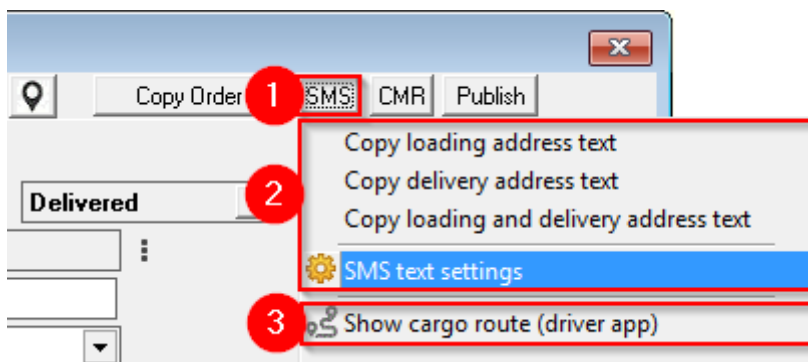 Copy Order
1
SMS
CMR
Publish
2
Copy loading address text
Copy delivery address text
Copy loading and delivery address text
Delivered
SMS text settings
3
Show cargo route (driver app)